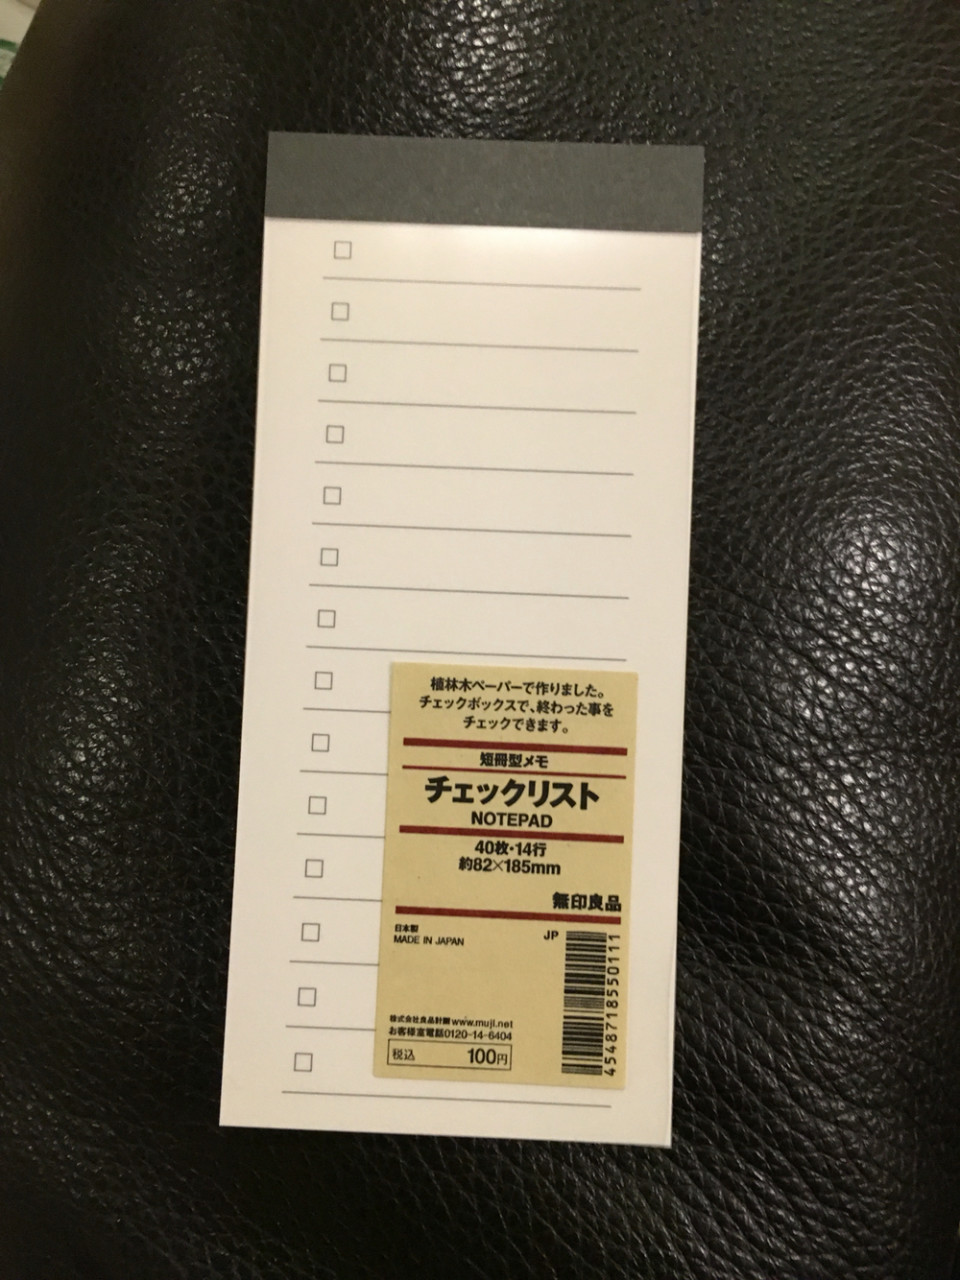 植林木ペーパーで作りました。
チェックボックスで、終わった事を
チェックできます。
短冊型メモ
チェックリスト
NOTEPAD
40枚・14行
約82×185mm
無印良品
日本製
MADE IN JAPAN
JP
4548718550111
株式会社良品計画 www.muji.net
お客様室電話0120-14-6404
税込 100円